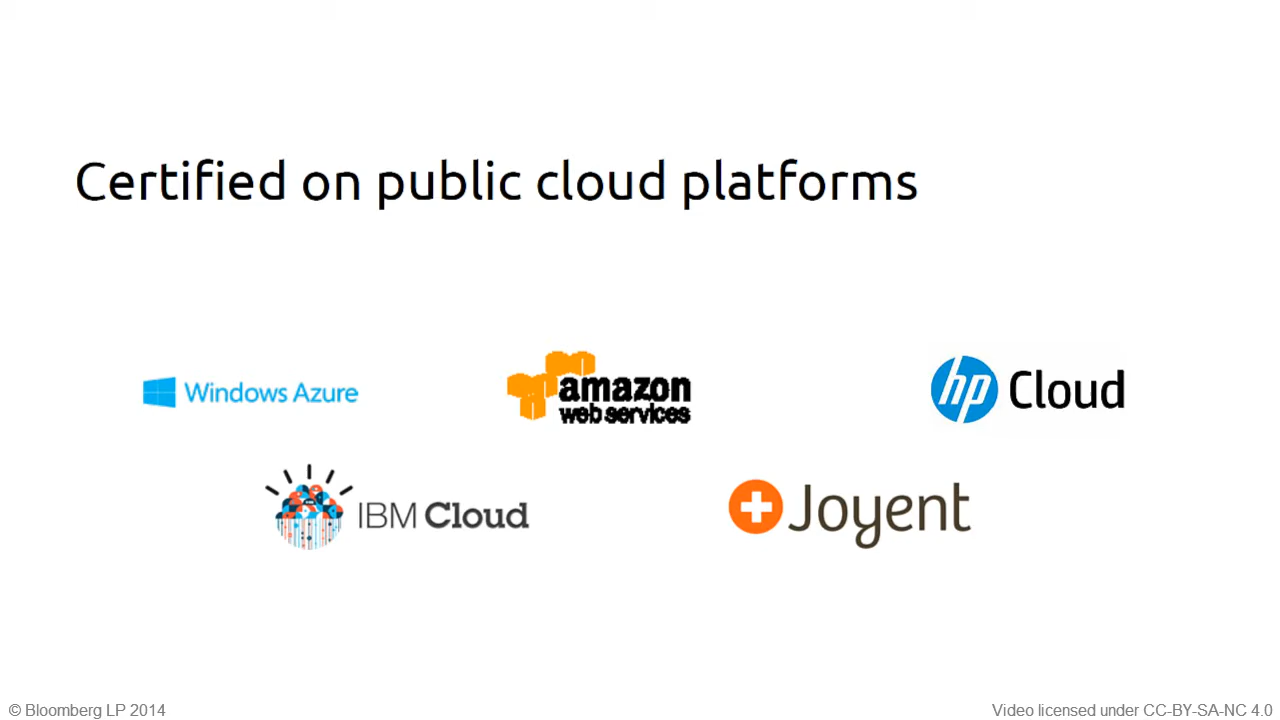 Certified on public cloud platforms
Windows Azure
amazon
web services
hp Cloud
IBM Cloud
Joyent
© Bloomberg LP 2014
Video licensed under CC-BY-SA-NC 4.0